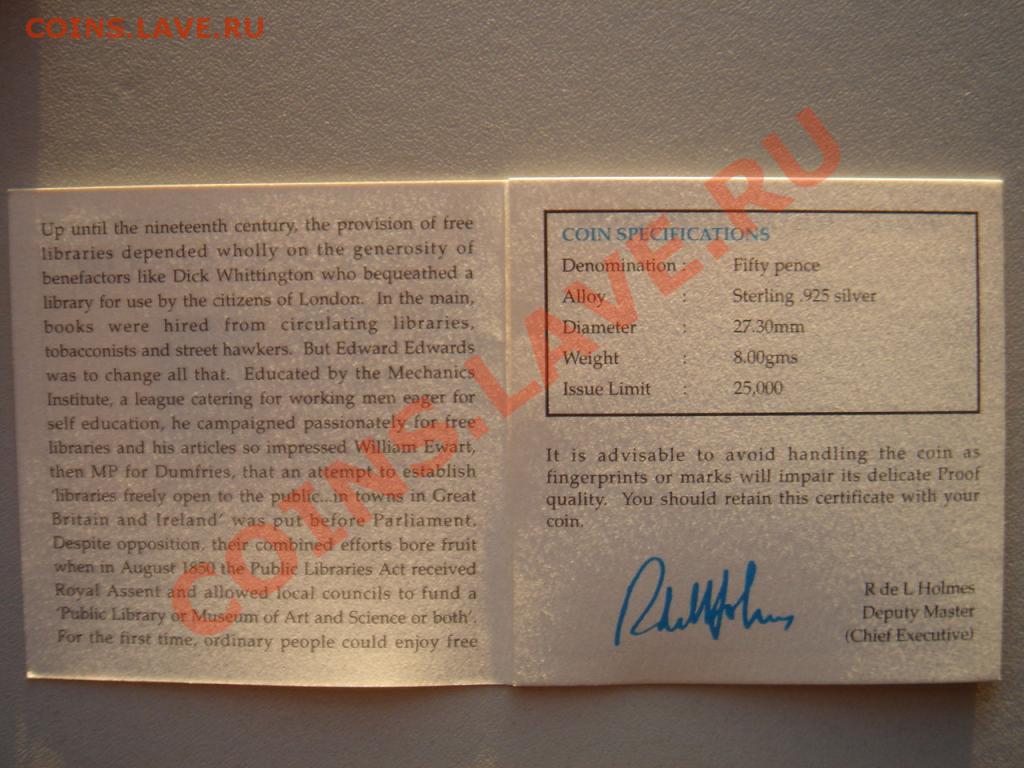 COINS.LAVE.RU
Up until the nineteenth century, the provision of free
libraries depended wholly on the generosity of
benefactors like Dick Whittington who bequeathed a
library for use by the citizens of London. In the main,
books were hired from circulating libraries,
tobacconists and street hawkers. But Edward Edwards
was to change all that. Educated by the Mechanics
Institute, a league catering for working men eager for
self education, he campaigned passionately for free
libraries and his articles so impressed William Ewart,
then MP for Dumfries, that an attempt to establish
'libraries freely open to the public...in towns in Great
Britain and Ireland' was put before Parliament.
Despite opposition, their combined efforts bore fruit
when in August 1850 the Public Libraries Act received
Royal Assent and allowed local councils to fund a
'Public Library or Museum of Art and Science or both'.
For the first time, ordinary people could enjoy free
COIN SPECIFICATIONS
Denomination : Fifty pence
Alloy : Sterling .925 silver
Diameter : 27.30mm
Weight : 8.00gms
Issue Limit : 25,000
It is advisable to avoid handling the coin as
fingerprints or marks will impair its delicate Proof
quality. You should retain this certificate with your
coin.
RdeLHolmes
R de L Holmes
Deputy Master
(Chief Executive)
COINS.LAVE.RU